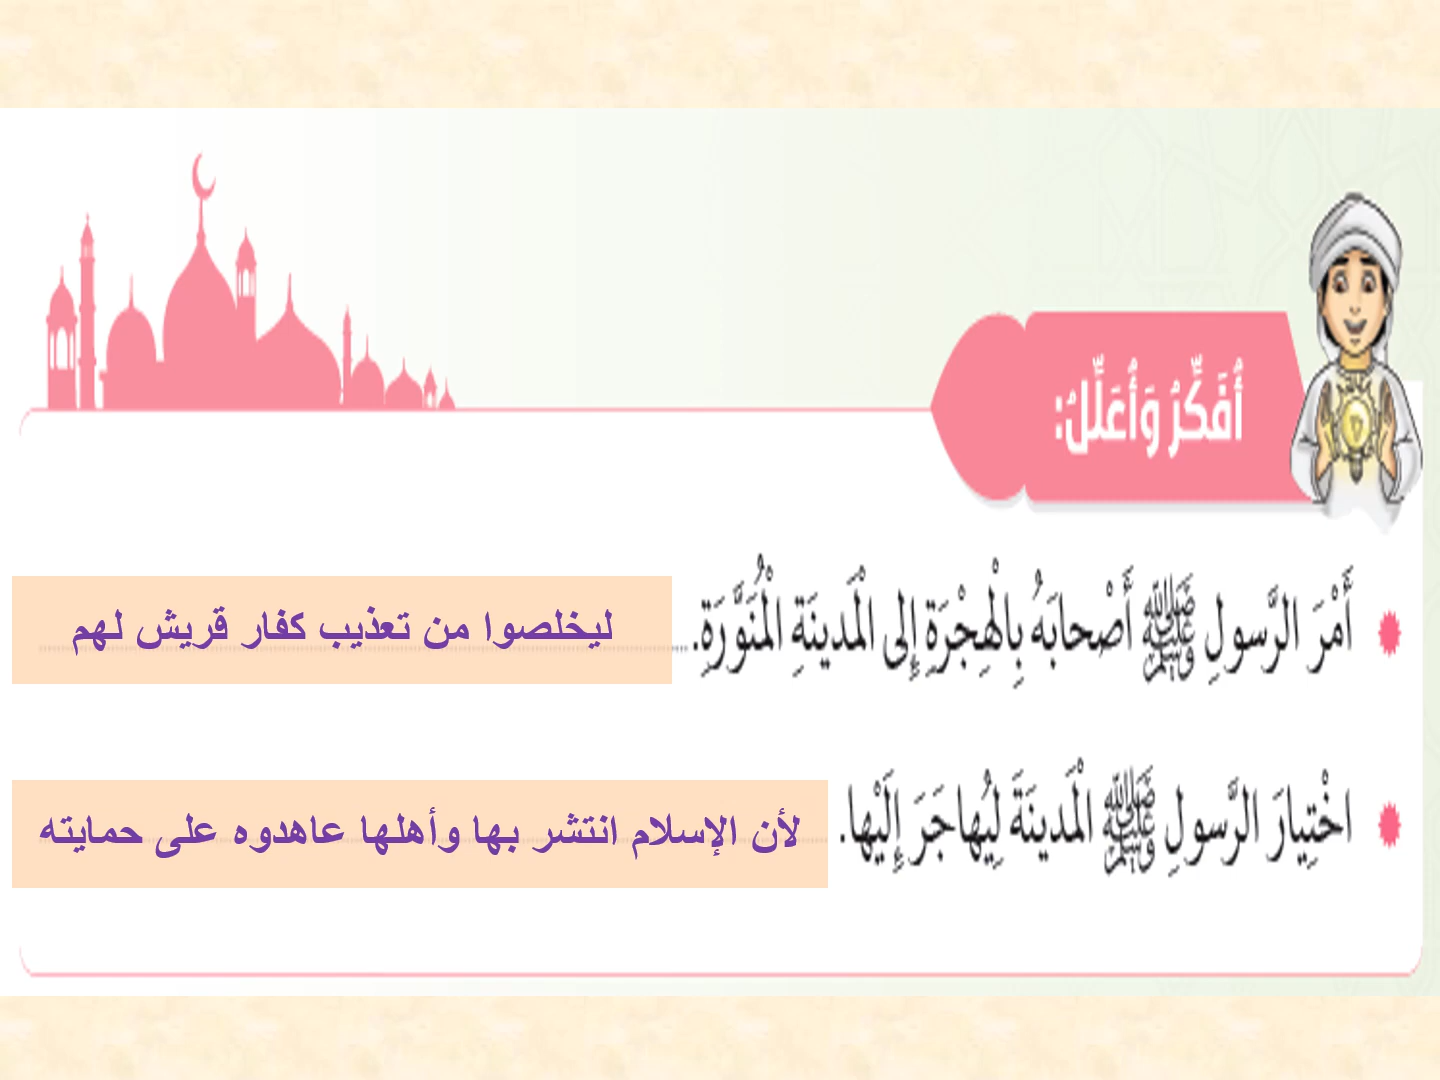 أُفَكِّرُ وَأُعَلِّلُ:
أَمْرَ الرَّسولِ ﷺ أَصْحابَهُ بِالْهِجْرَةِ إِلى الْمَدينَةِ الْمُنَوَّرَةِ. ليخلصوا من تعذيب كفار قريش لهم
اخْتِيارَ الرَّسولِ ﷺ الْمَدينَةَ لِيُهاجَرَ إِلَيْها. لأن الإسلام انتشر بها وأهلها عاهدوه على حمايته